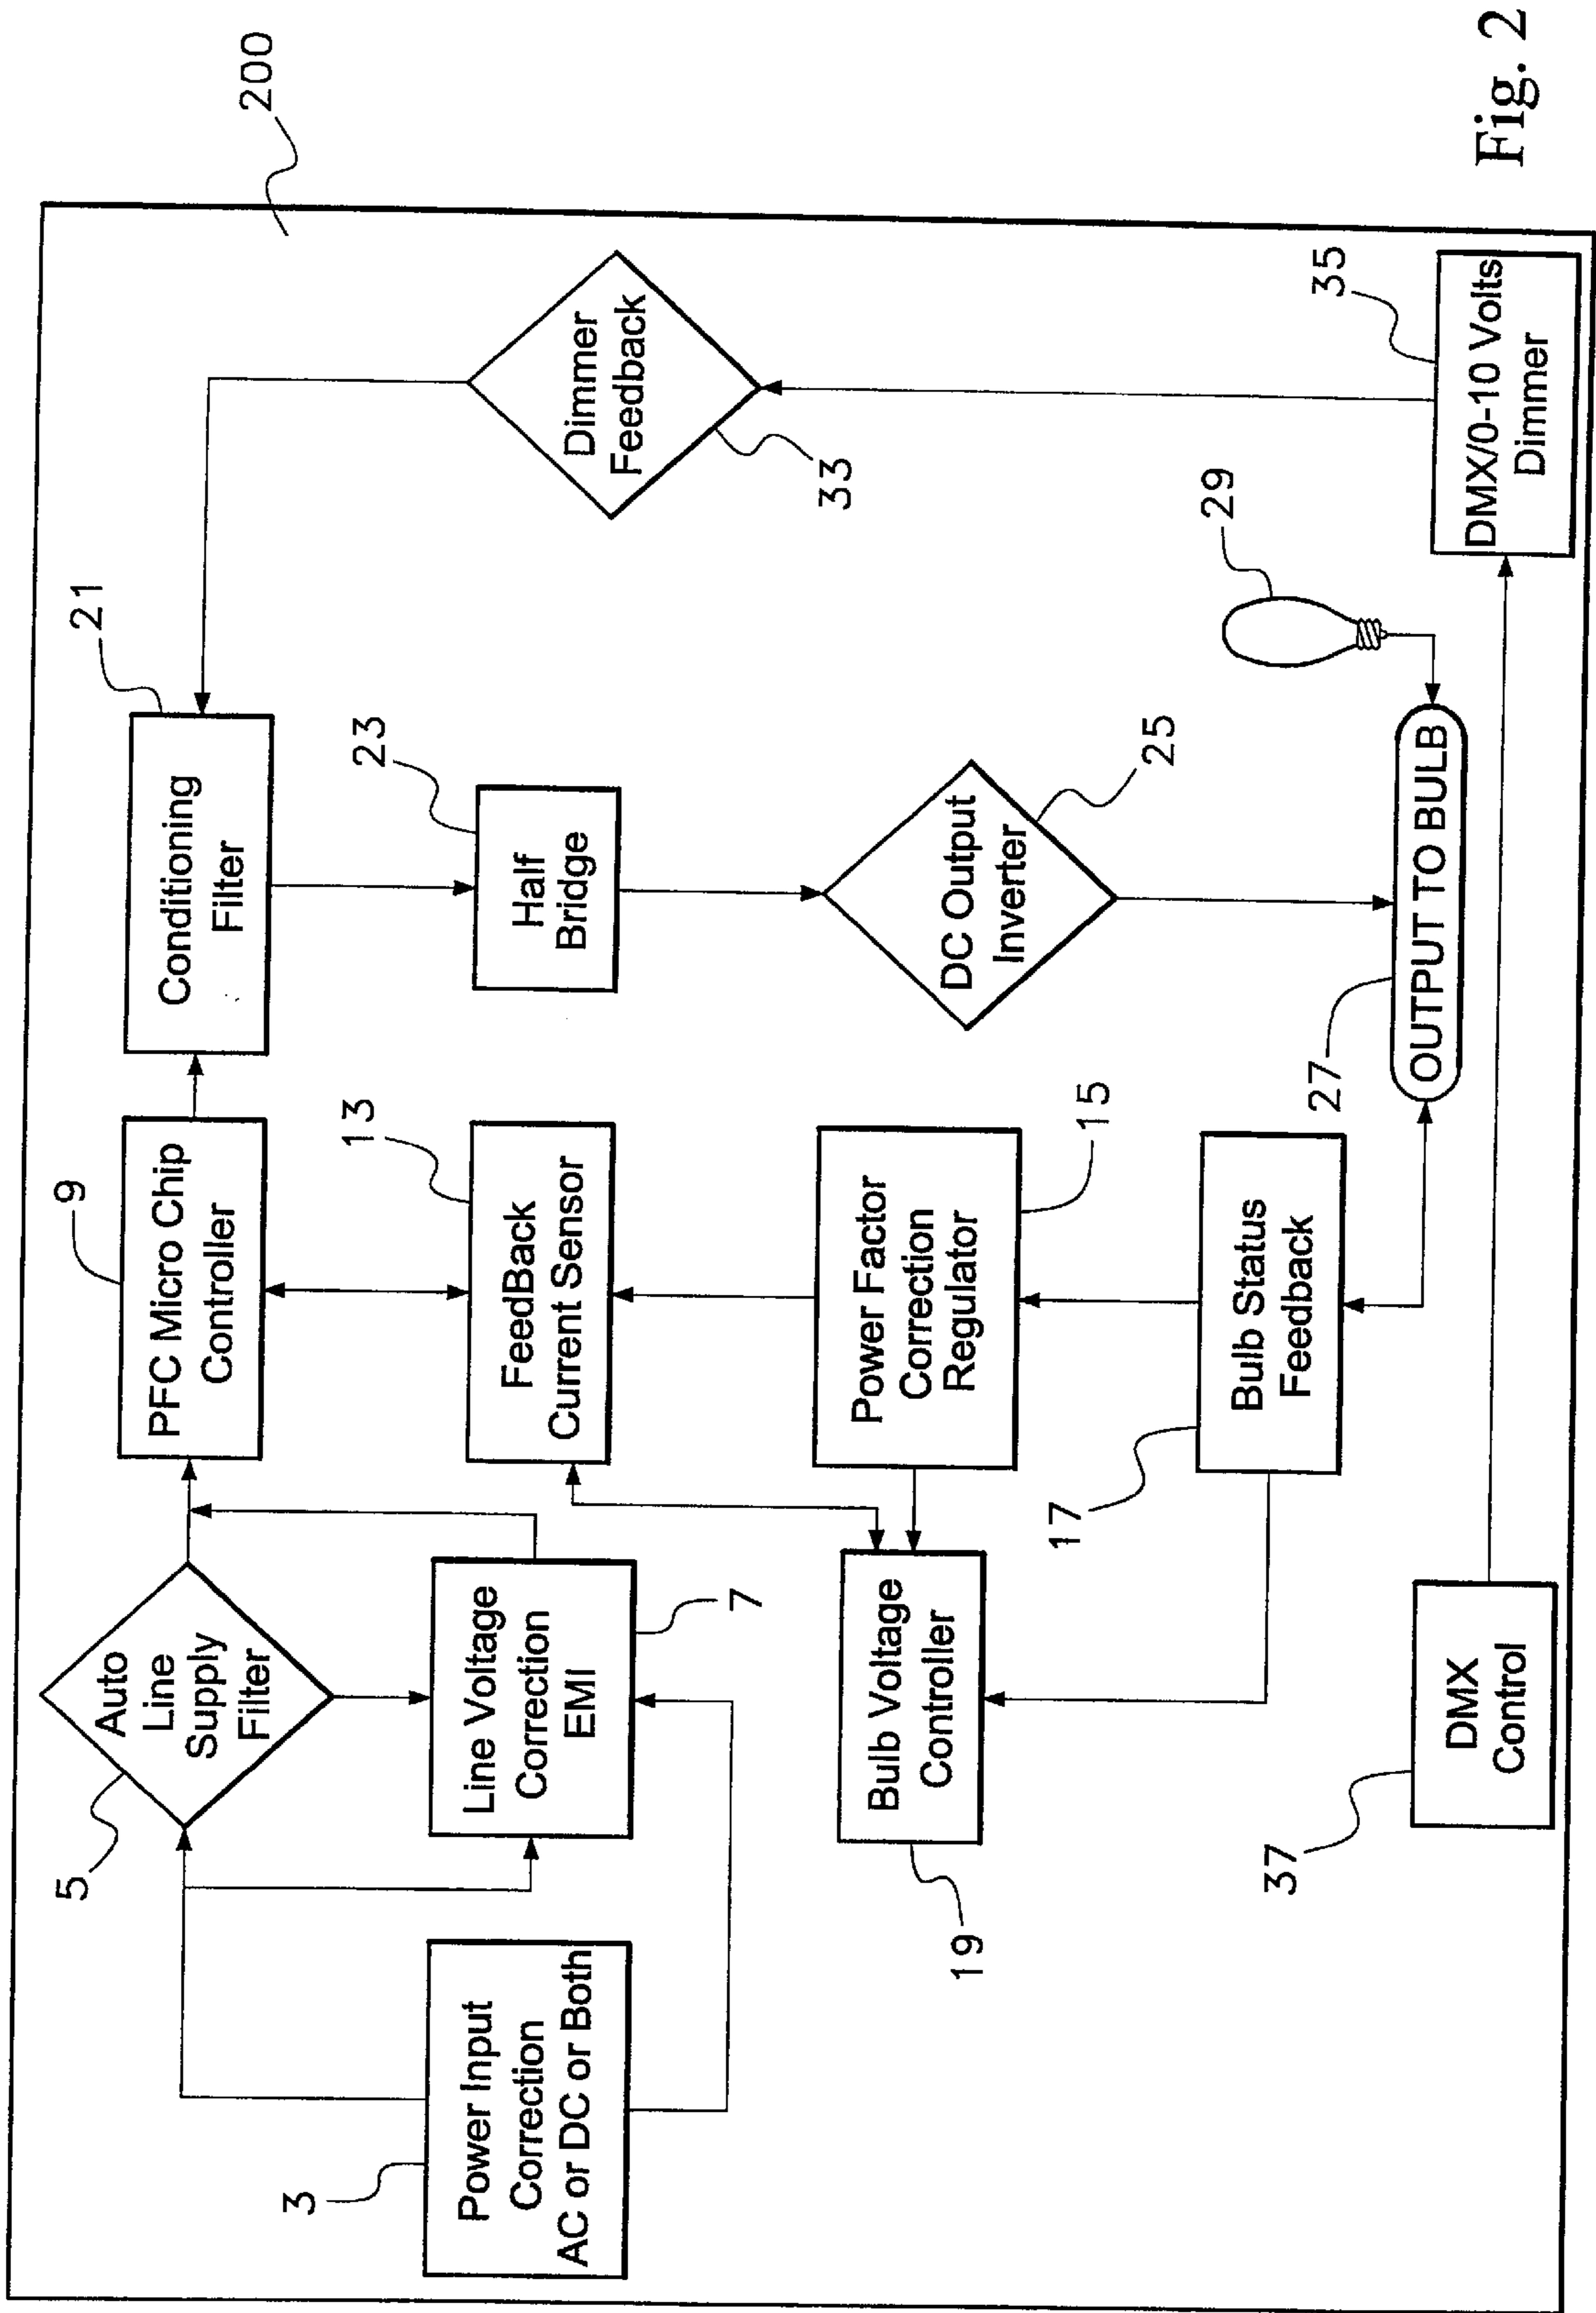 200
5
Auto
Line
Supply
Filter
9
PFC Micro Chip
Controller
21
Conditioning
Filter
3
Power Input
Correction
AC or DC or Both
Line Voltage
Correction
EMI
7
13
FeedBack
Current Sensor
23
Half
Bridge
Dimmer
Feedback
33
19
Bulb Voltage
Controller
Power Factor
Correction
Regulator
15
DC Output
Inverter
25
17
Bulb Status
Feedback
29
27
OUTPUT TO BULB
35
DMX/0-10 Volts
Dimmer
37
DMX
Control
Fig. 2